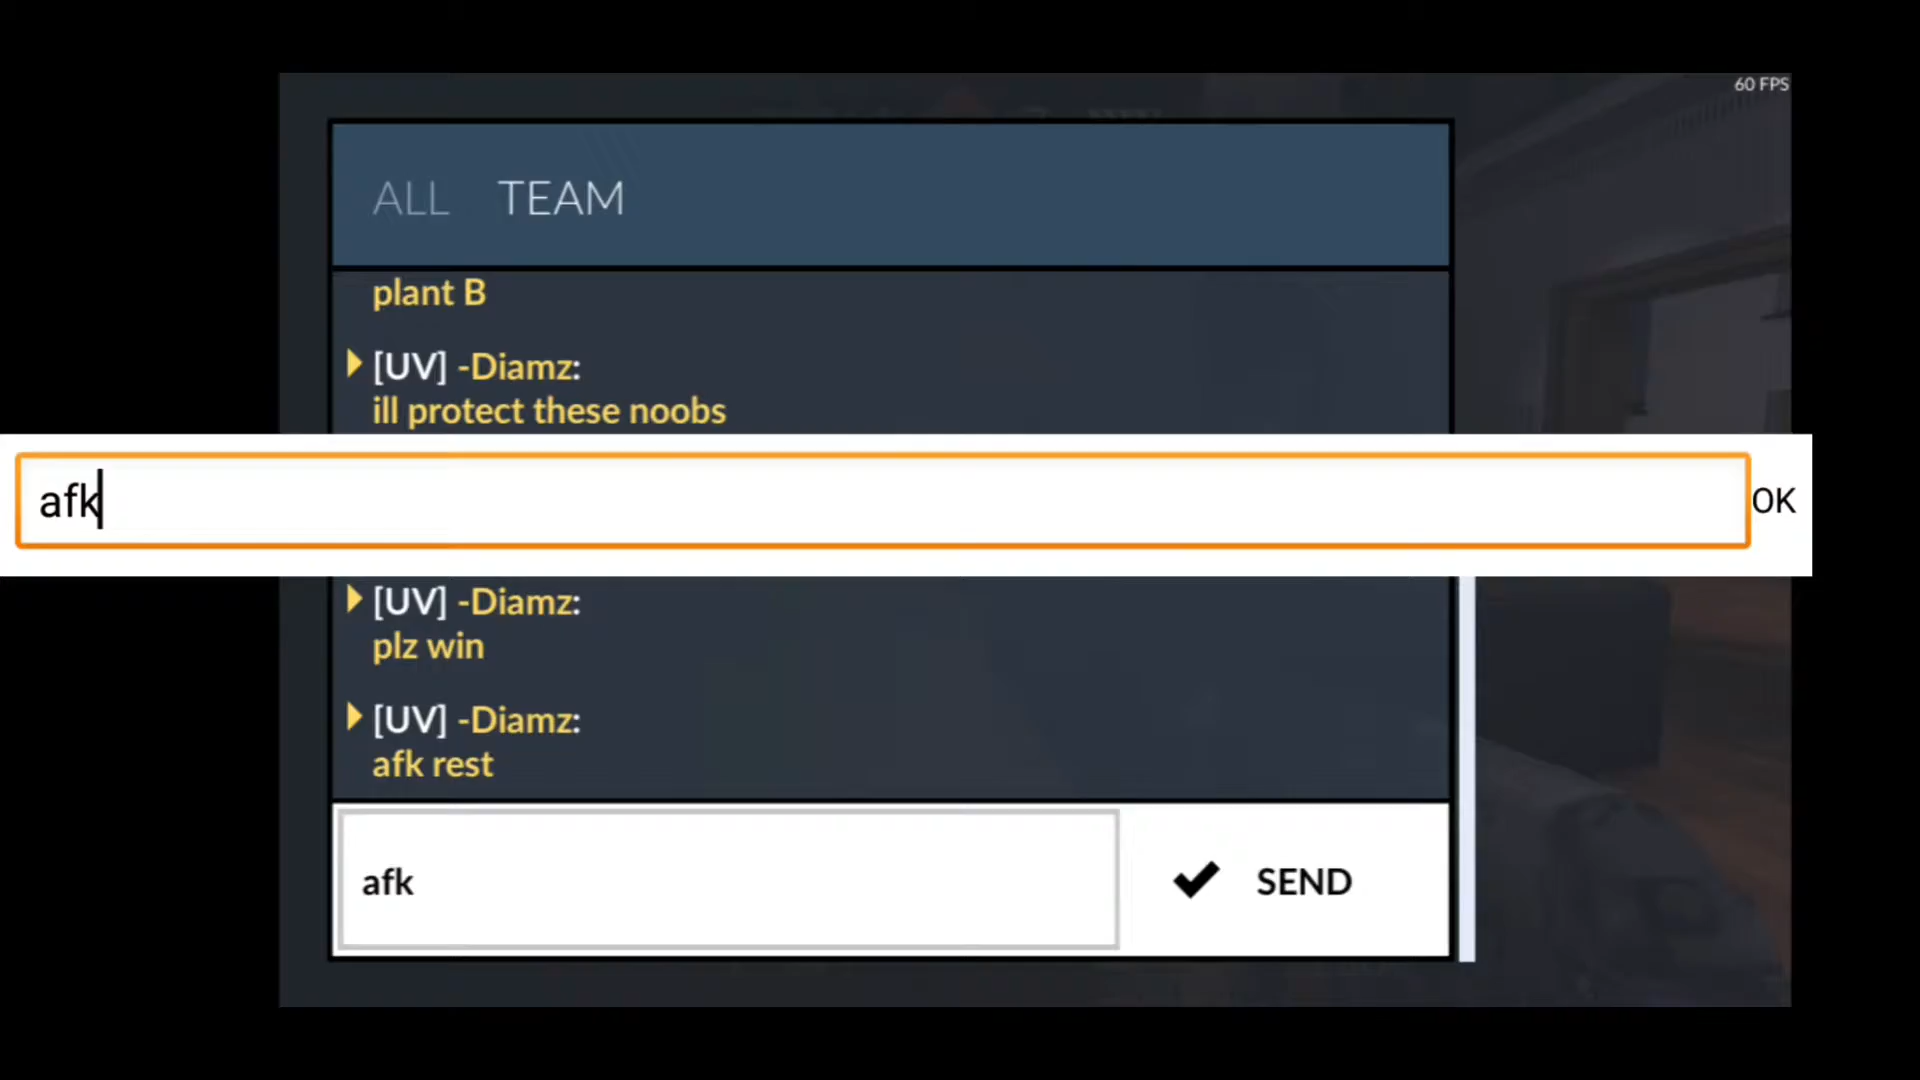 60 FPS
ALL TEAM
plant B
[UV] -Diamz:
ill protect these noobs
afk
OK
[UV] -Diamz:
plz win
[UV] -Diamz:
afk rest
afk
SEND